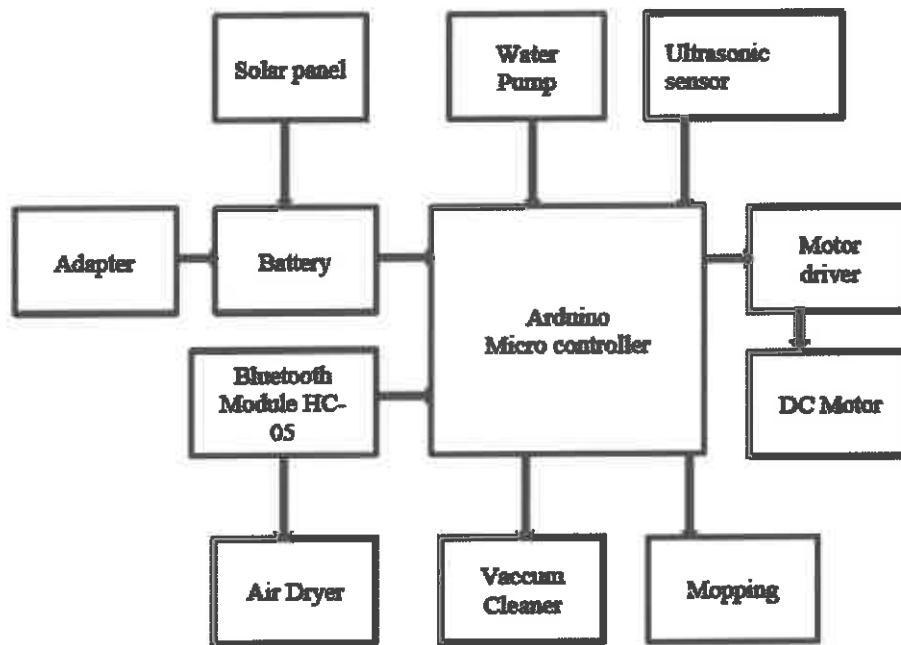 Solar panel
Water
Pump
Ultrasonic
sensor
Adapter
Battery
Arduino
Micro controller
Motor
driver
Bluetooth
Module HC-
05
DC Motor
Air Dryer
Vaccum
Cleaner
Mopping